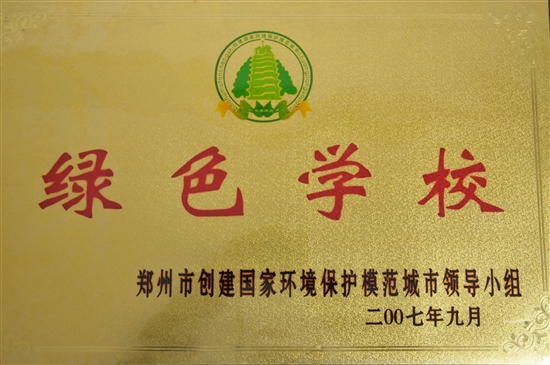 绿色学校
郑州市创建国家环境保护模范城市领导小组
二00七年九月